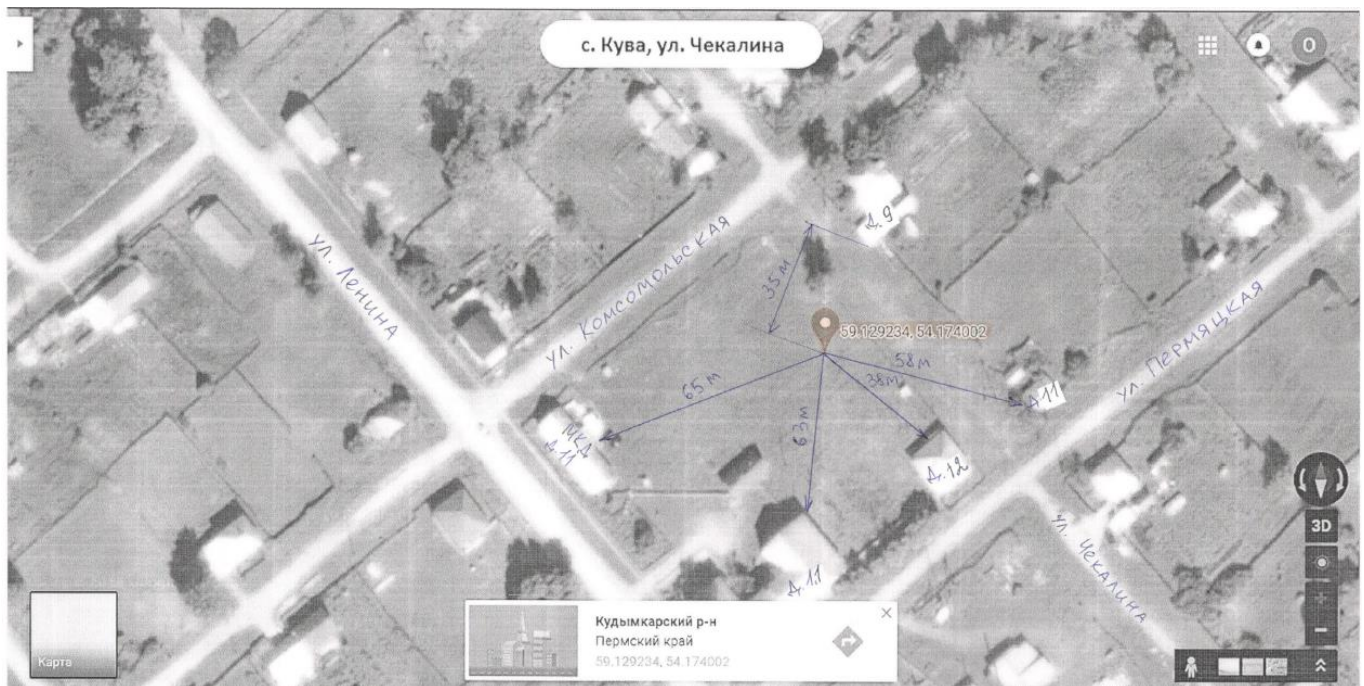 с. Кува, ул. Чекалина
О
Д.9
ул. Ленина
ул. Комсомольская
35м
59.129234, 54.174002
ул. Пермяцкая
58м
38м
65м
63м
д.11
МКД
Д.11
Д.12
Д.11
ул. Чекалина
3D
Карта
Кудымкарский р-н
Пермский край
59.129234, 54.174002